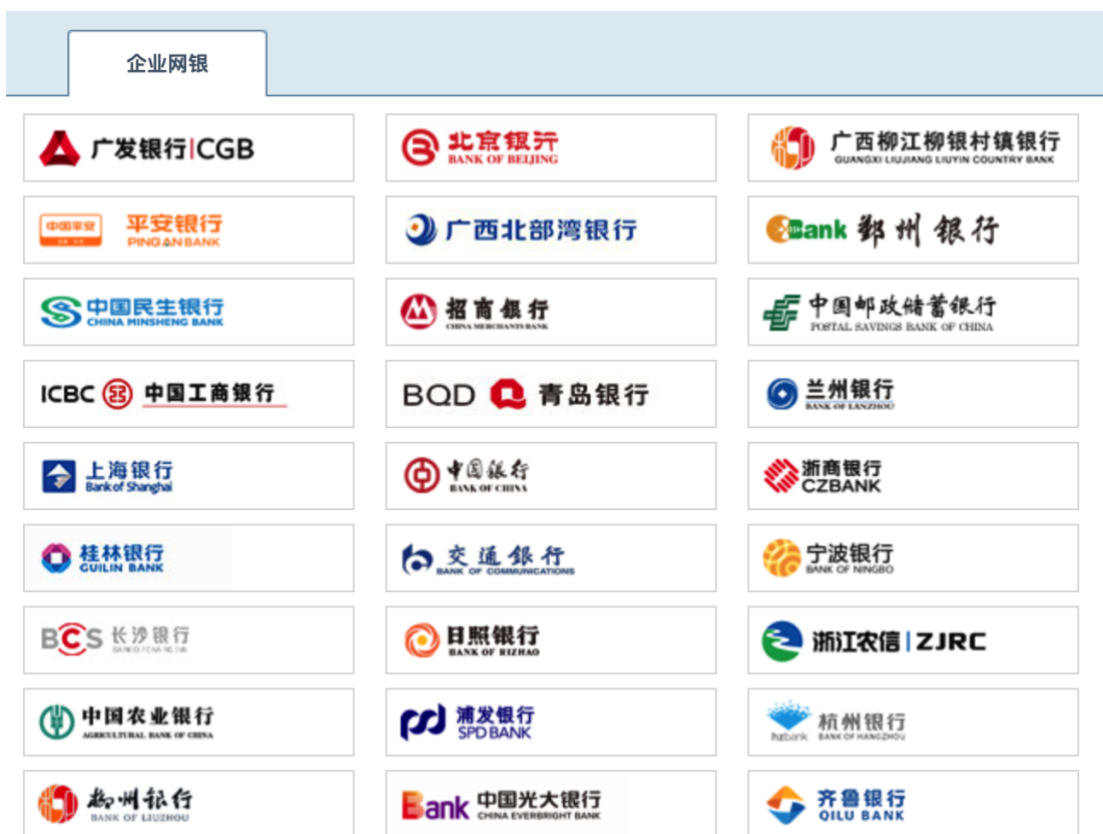 企业网银
广发银行|CGB
北京银行
BANK OF BEIJING
广西柳江柳银村镇银行
GUANGXI LIUJIANG LIUYIN COUNTRY BANK
中国平安
平安银行
PING AN BANK
广西北部湾银行
Bank 鄞州银行
中国民生银行
CHINA MINSHENG BANK
招商银行
CHINA MERCHANTS BANK
中国邮政储蓄银行
POSTAL SAVINGS BANK OF CHINA
ICBC 中国工商银行
BQD 青岛银行
兰州银行
BANK OF LANZHOU
上海银行
Bank of Shanghai
中国银行
BANK OF CHINA
浙商银行
CZBANK
桂林银行
GUILIN BANK
交通银行
BANK OF COMMUNICATIONS
宁波银行
BANK OF NINGBO
BCS 长沙银行
BANK OF CHANGSHA
日照银行
BANK OF RIZHAO
浙江农信|ZJRC
中国农业银行
AGRICULTURAL BANK OF CHINA
浦发银行
SPD BANK
hzbank
杭州银行
BANK OF HANGZHOU
柳州银行
BANK OF LIUZHOU
Bank 中国光大银行
CHINA EVERBRIGHT BANK
齐鲁银行
QILU BANK